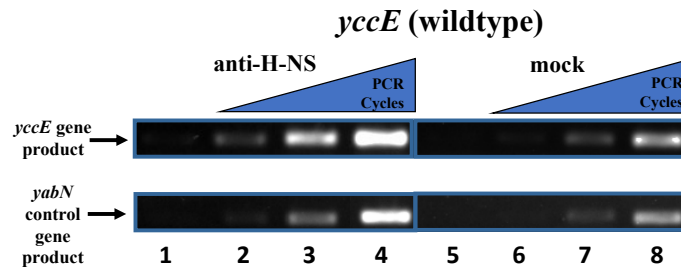 yccE (wildtype)
anti-H-NS
mock
PCR
Cycles
PCR
Cycles
yccE gene
product
yabN
control
gene
product
1 2 3 4 5 6 7 8